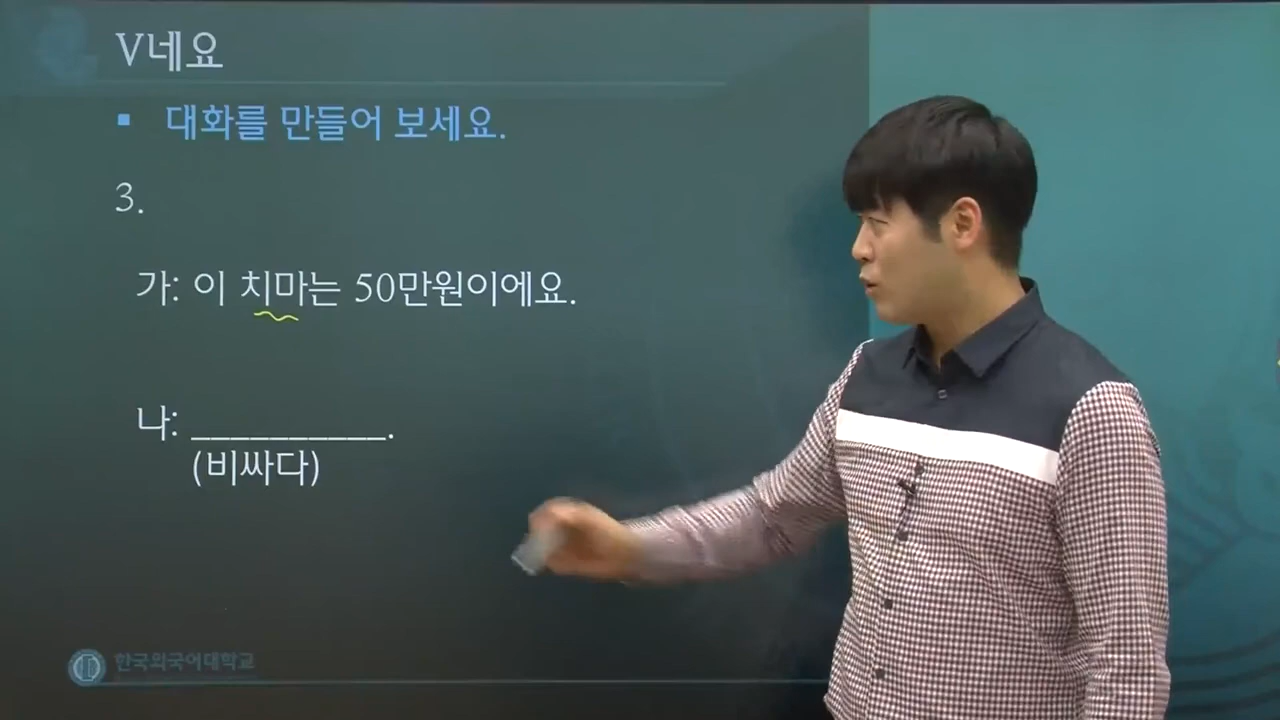 V네요
▪ 대화를 만들어 보세요.
3.
가: 이 치마는 50만원이에요.
나: __________.
(비싸다)
한국외국어대학교